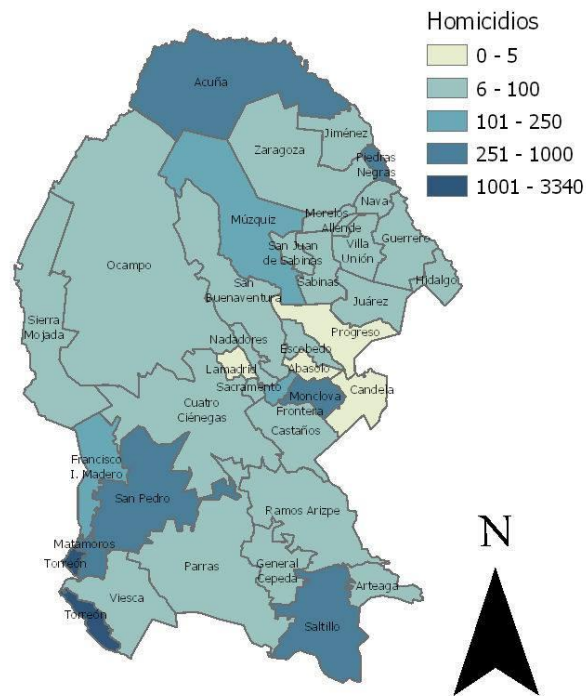 Homicidios
0 - 5
6 - 100
101 - 250
251 - 1000
1001 - 3340
Acuña
Jiménez
Zaragoza
Piedras
Negras
Nava
Morelos
Allende
Guerrero
Múzquiz
Villa
Unión
San Juan
de Sabinas
Ocampo
Sabinas
Hidalgo
San
Buenaventura
Juárez
Sierra
Mojada
Progreso
Nadadores
Escobedo
Lamadrid
Abasolo
Sacramento
Candela
Monclova
Cuatro
Ciénegas
Frontera
Castaños
Francisco
I. Madero
San Pedro
Ramos Arizpe
Matamoros
Torreón
Parras
General
Cepeda
Arteaga
Viesca
Torreón
Saltillo
N